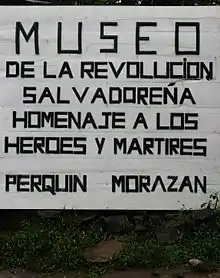 MUSEO
DE LA REVOLUCION
SALVADOREÑA
HOMENAJE A LOS
HEROES Y MARTIRES
PERQUIN MORAZAN